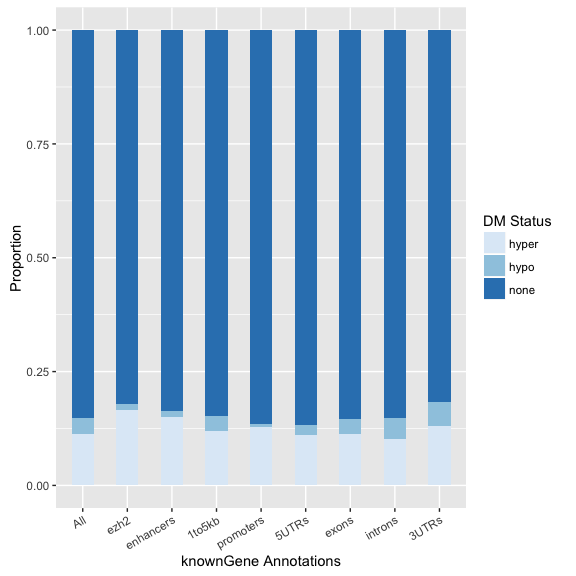 1.00
0.75
0.50
0.25
0.00
Proportion
All
ezh2
enhancers
1to5kb
promoters
5UTRs
exons
introns
3UTRs
knownGene Annotations
DM Status
hyper
hypo
none